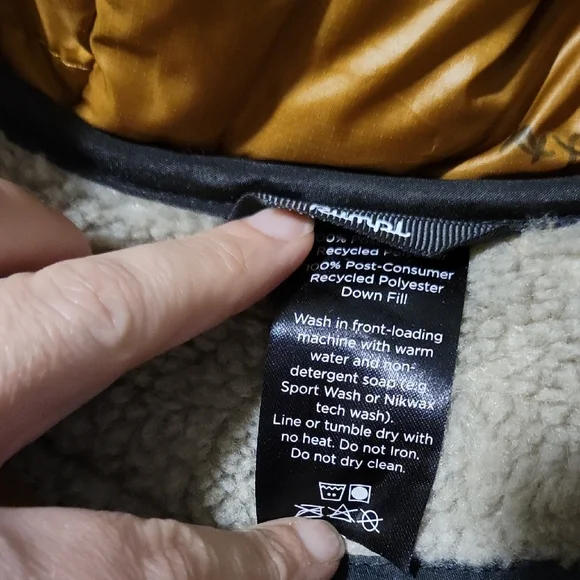 Recycled P
100% Post-Consumer
Recycled Polyester
Down Fill
Wash in front-loading
machine with warm
water and non-
detergent soap (e.g.
Sport Wash or Nikwax
tech wash).
Line or tumble dry with
no heat. Do not Iron.
Do not dry clean.